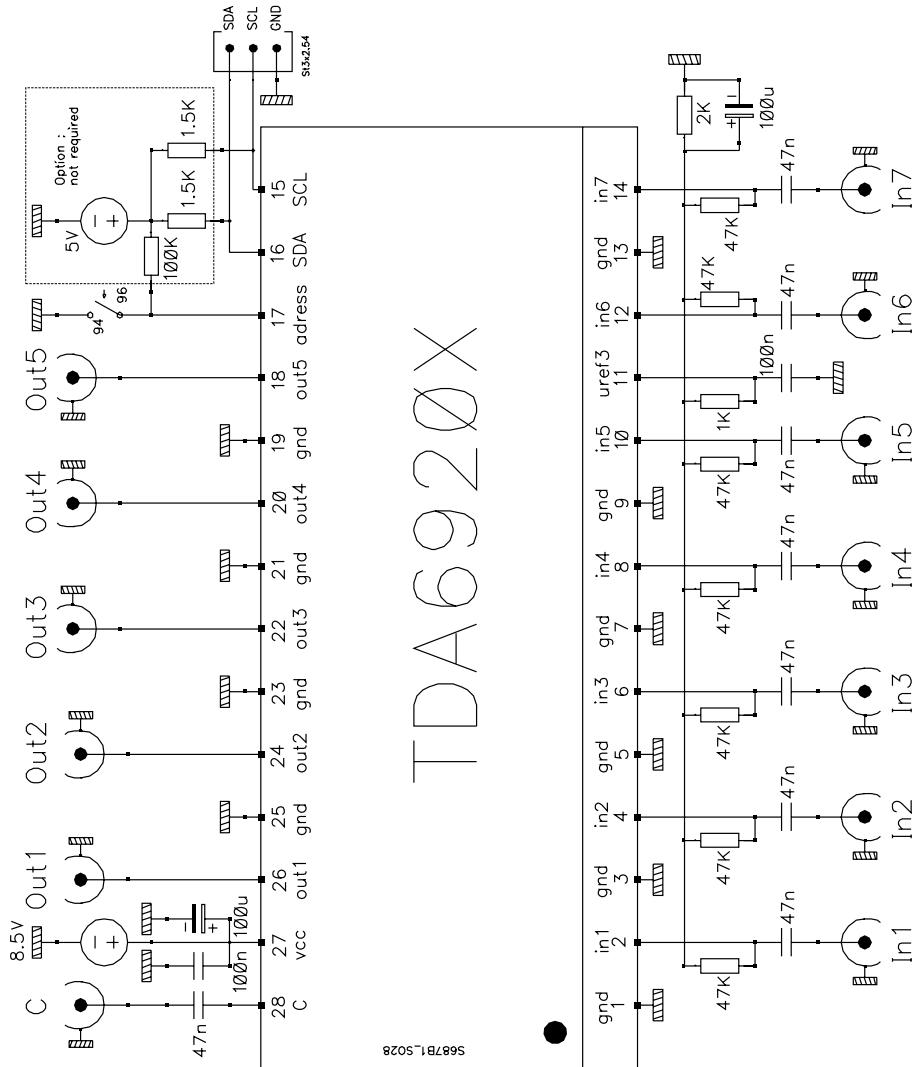 SDA
SCL
GND
St3x2.54
Option :
not required
1.5K
1.5K
5V
100K
94
96
15
SCL
16
SDA
17
adress
Out5
18
out5
19
gnd
Out4
20
out4
21
gnd
Out3
22
out3
23
gnd
Out2
24
out2
25
gnd
Out1
26
out1
8.5V
100u
27
vcc
100n
C
47n
28
C
TDA6920X
S687B1_SO28
2K
100u
in7
14
47K
47n
In7
gnd
13
in6
12
47K
47n
In6
uref3
11
1K
100n
in5
10
47K
47n
In5
gnd
9
in4
8
47K
47n
In4
gnd
7
in3
6
47K
47n
In3
gnd
5
in2
4
47K
47n
In2
gnd
3
in1
2
47K
47n
In1
gnd
1